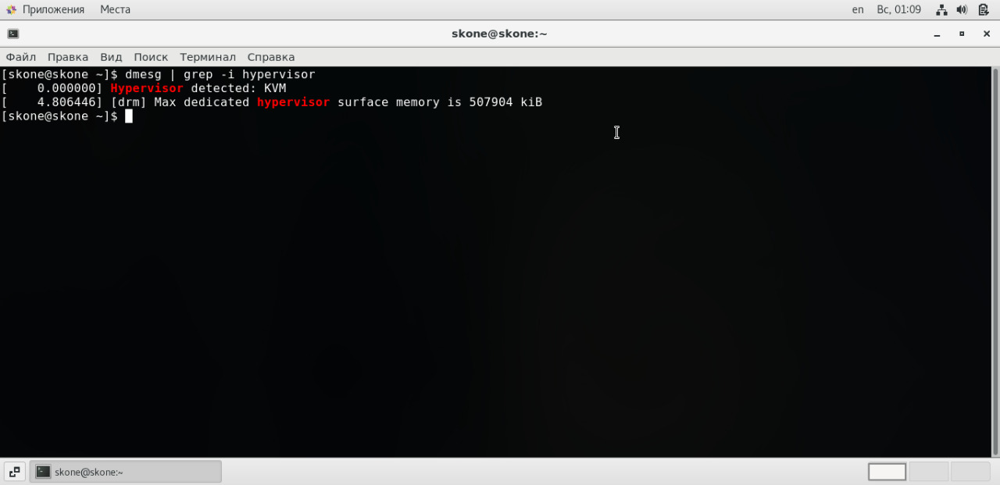 Приложения Места en Вс, 01:09
skone@skone:~
Файл Правка Вид Поиск Терминал Справка
[skone@skone ~]$ dmesg | grep -i hypervisor
[    0.000000] Hypervisor detected: KVM
[    4.806446] [drm] Max dedicated hypervisor surface memory is 507904 kiB
[skone@skone ~]$
skone@skone:~